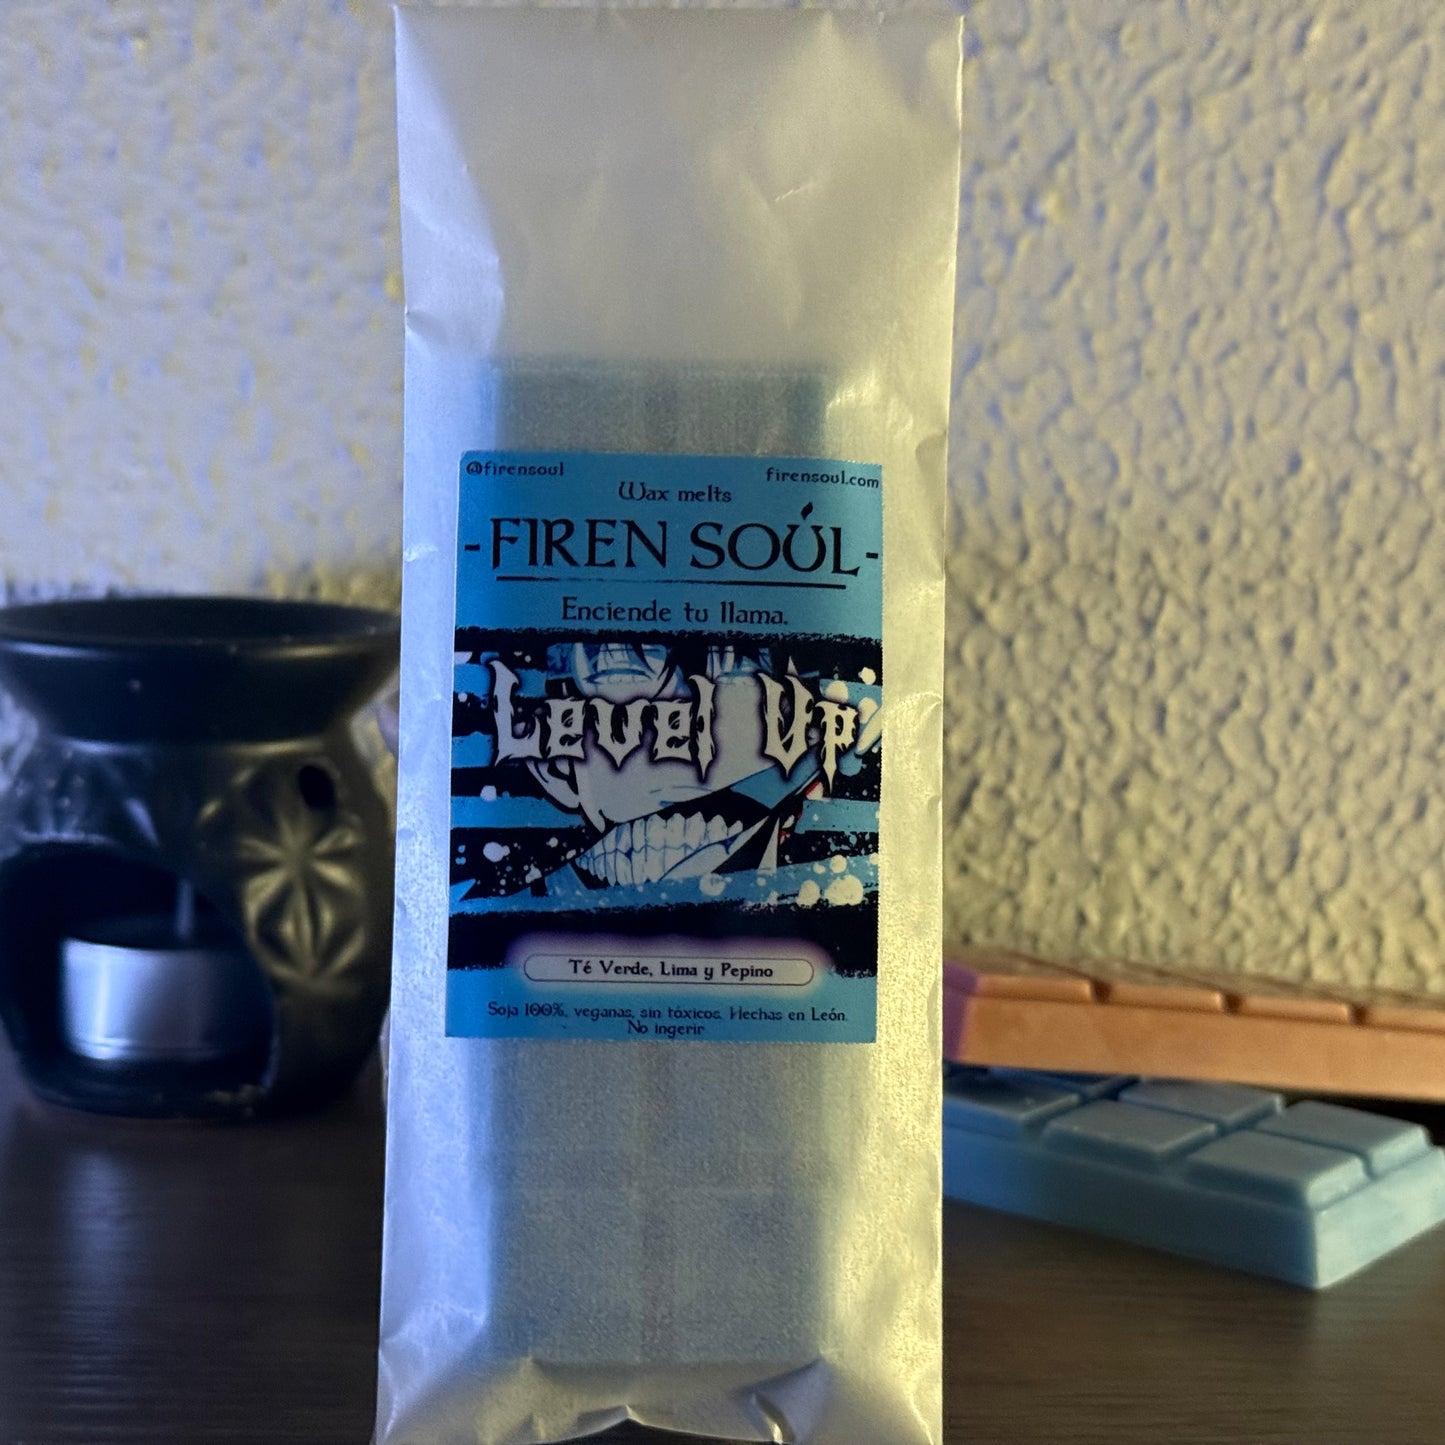 @firensoul
firensoul.com
Wax melts
-FIREN SOUL-
Enciende tu llama.
Level Up
Té Verde, Lima y Pepino
Soja 100%, veganas, sin tóxicos. Hechas en León.
No ingerir